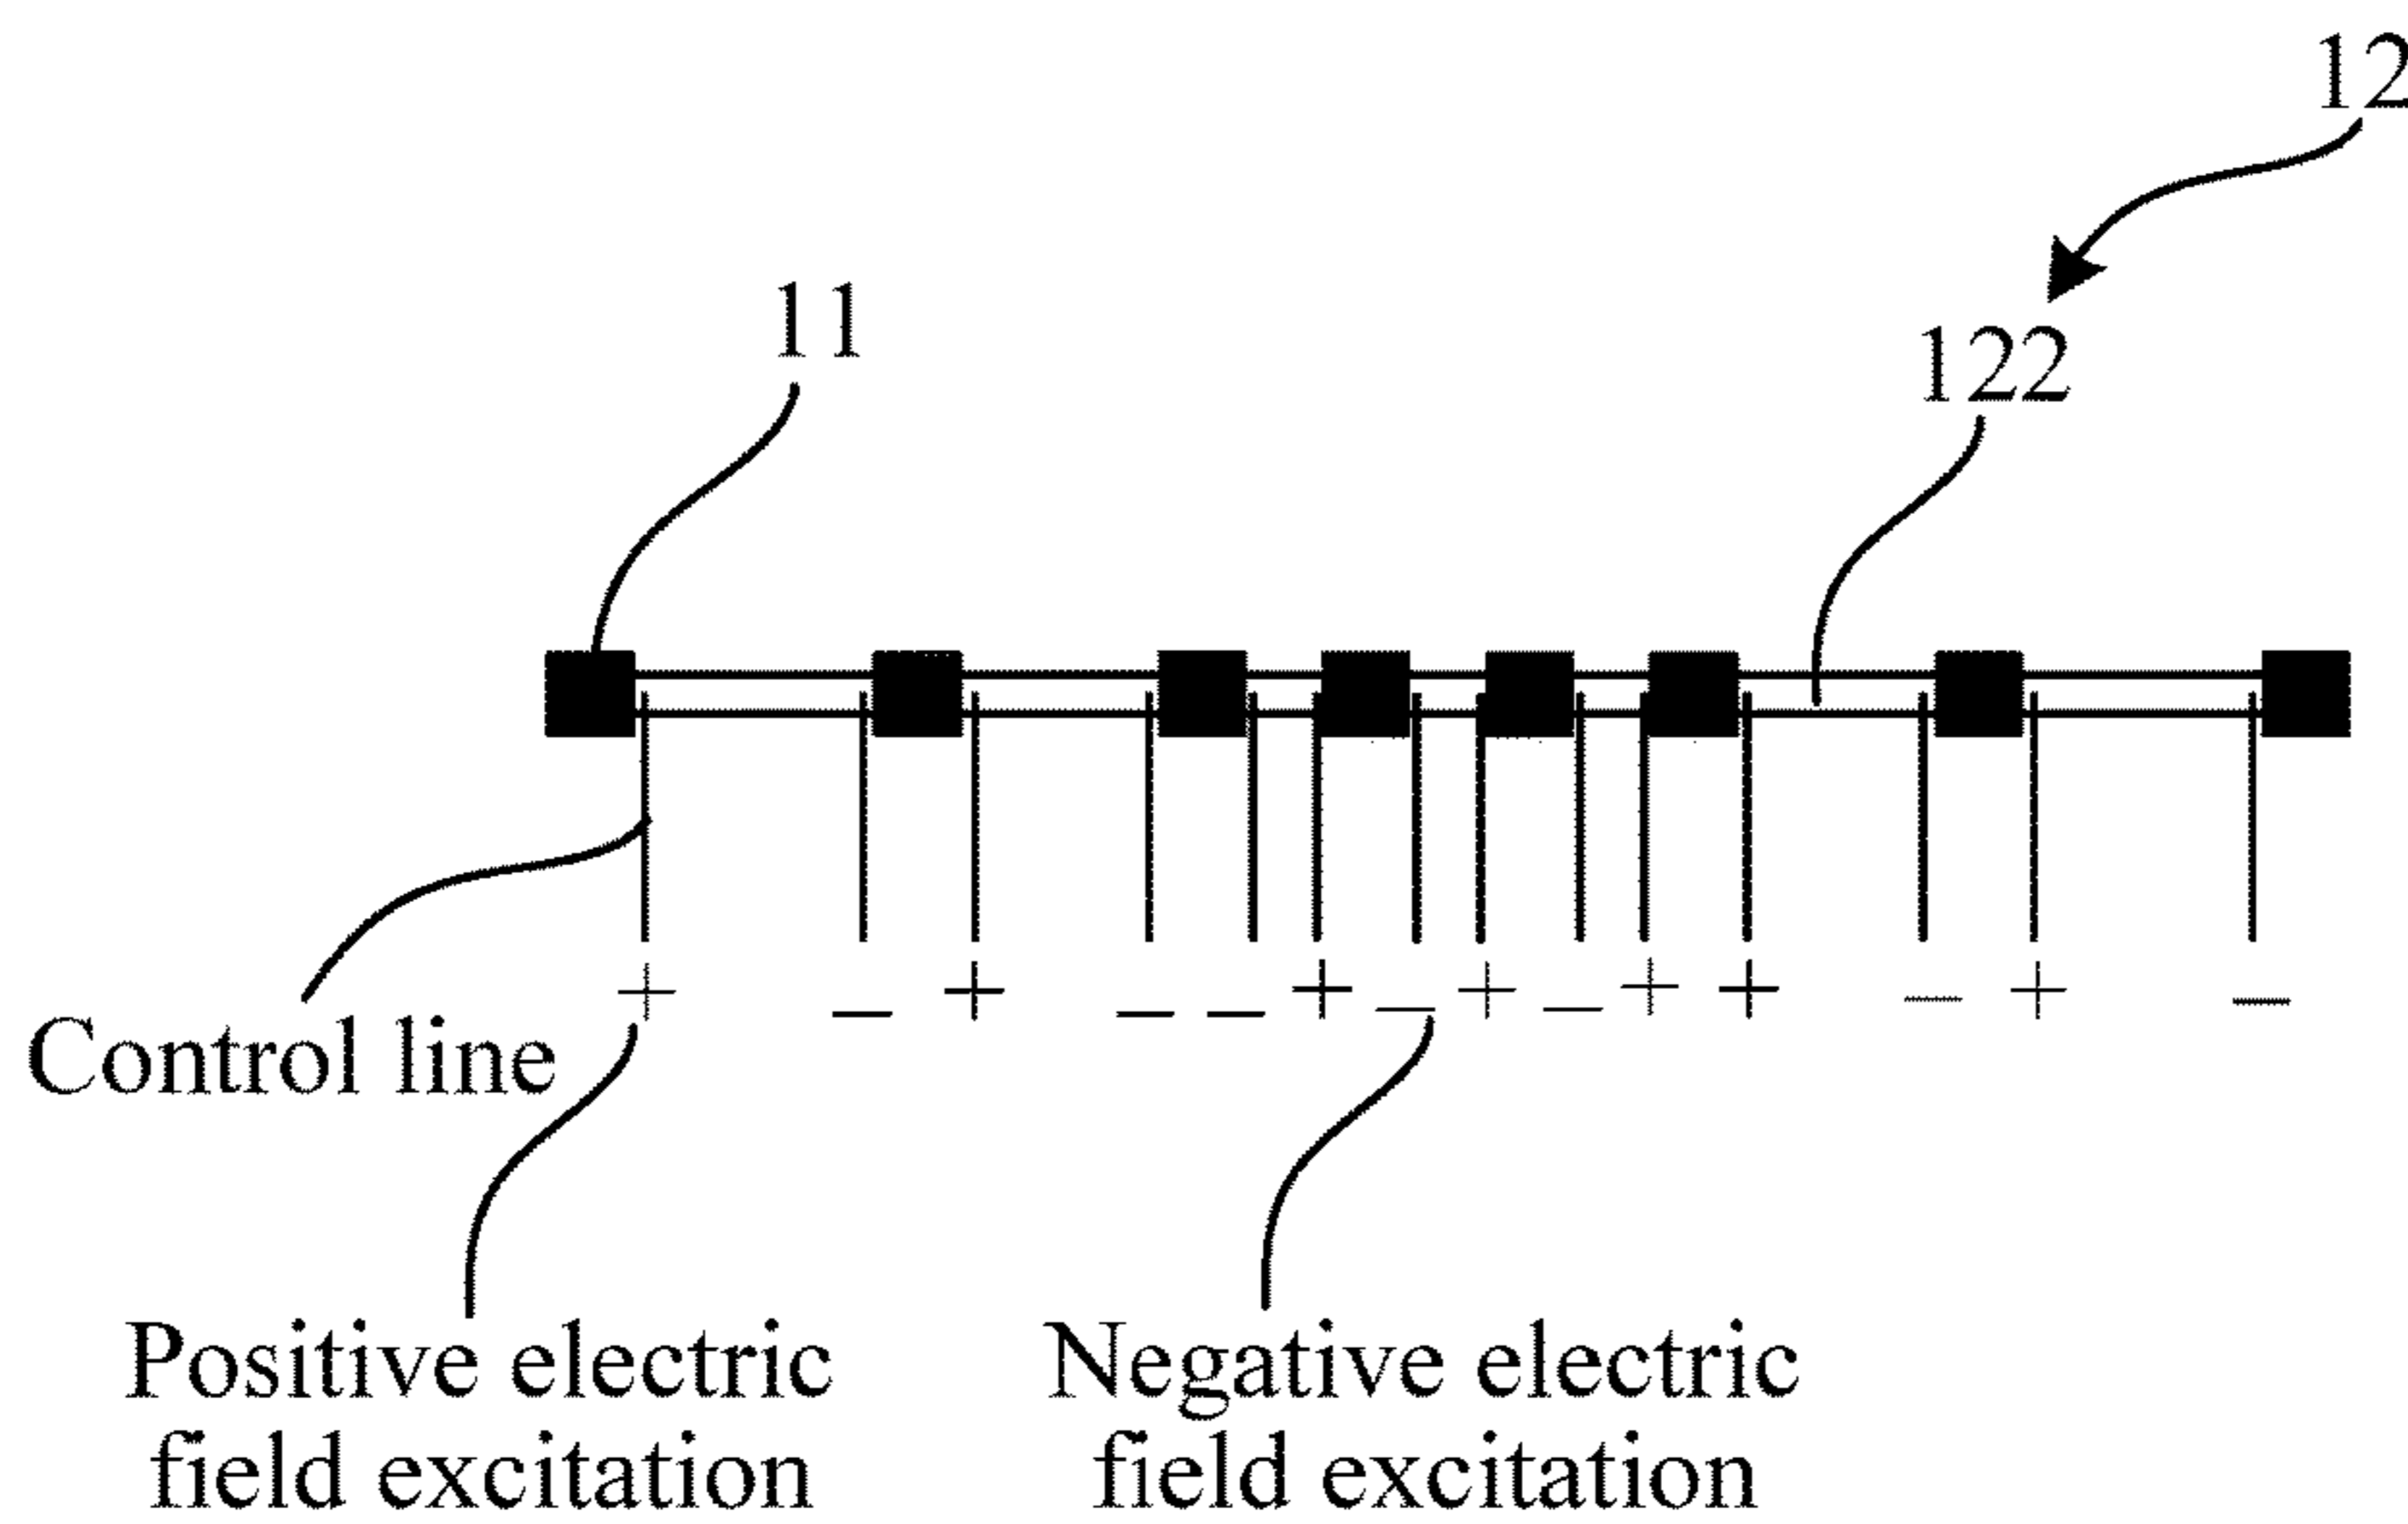 12
11
122
+ − + − − + − + − + + − + −
Control line
Positive electric
field excitation
Negative electric
field excitation